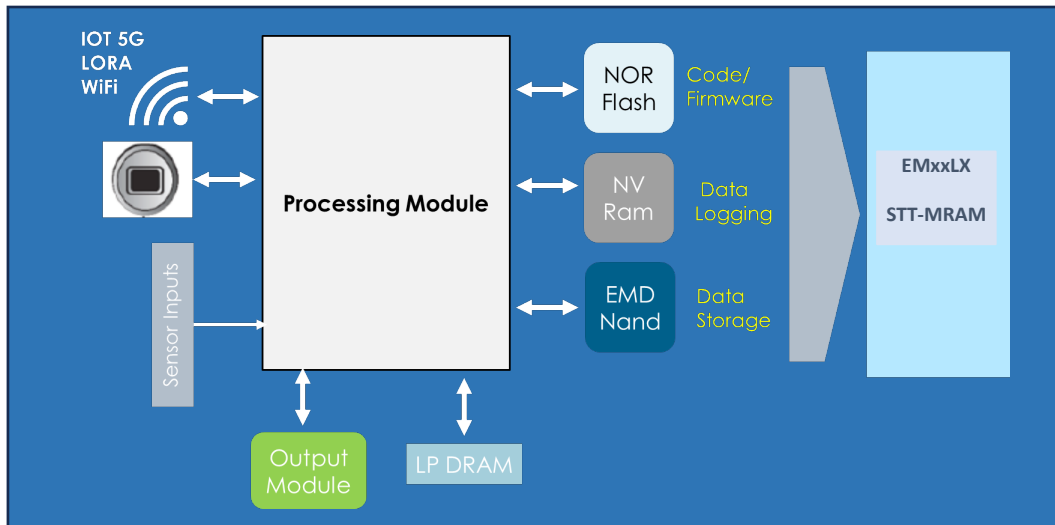 IOT 5G
LORA
WiFi
Processing Module
Sensor Inputs
Output
Module
LP DRAM
NOR
Flash
Code/
Firmware
NV
Ram
Data
Logging
EMD
Nand
Data
Storage
EMxxLX
STT-MRAM